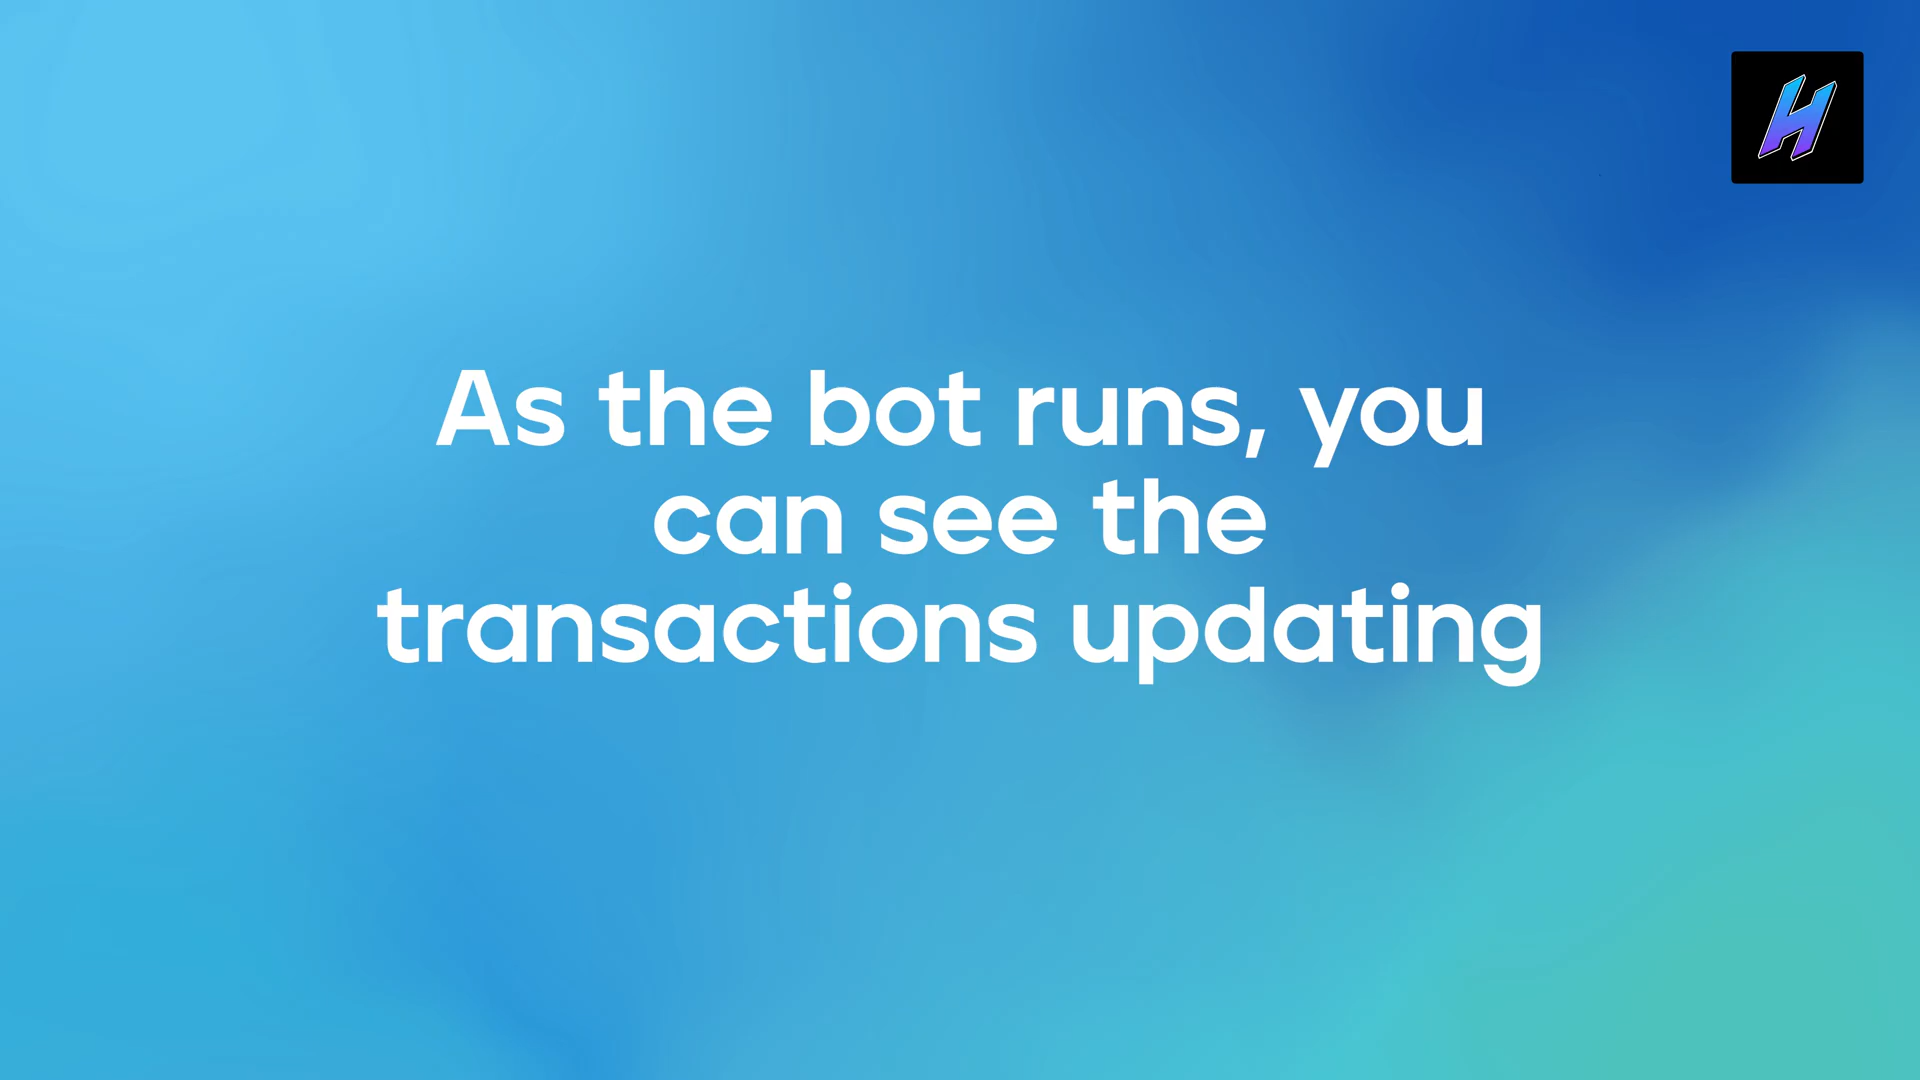 H
As the bot runs, you
can see the
transactions updating